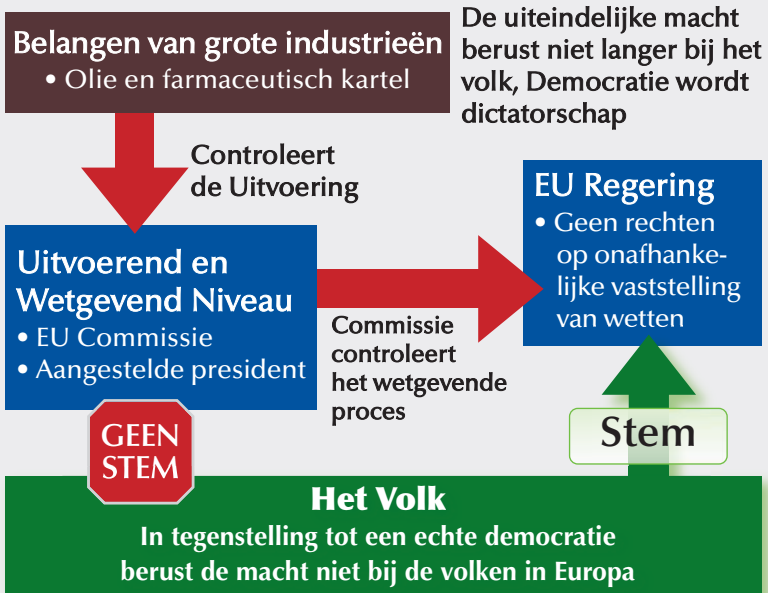 Belangen van grote industrieën
• Olie en farmaceutisch kartel
De uiteindelijke macht
berust niet langer bij het
volk, Democratie wordt
dictatorschap
Controleert
de Uitvoering
EU Regering
• Geen rechten
op onafhanke-
lijke vaststelling
van wetten
Uitvoerend en
Wetgevend Niveau
• EU Commissie
• Aangestelde president
Commissie
controleert
het wetgevende
proces
GEEN
STEM
Stem
Het Volk
In tegenstelling tot een echte democratie
berust de macht niet bij de volken in Europa